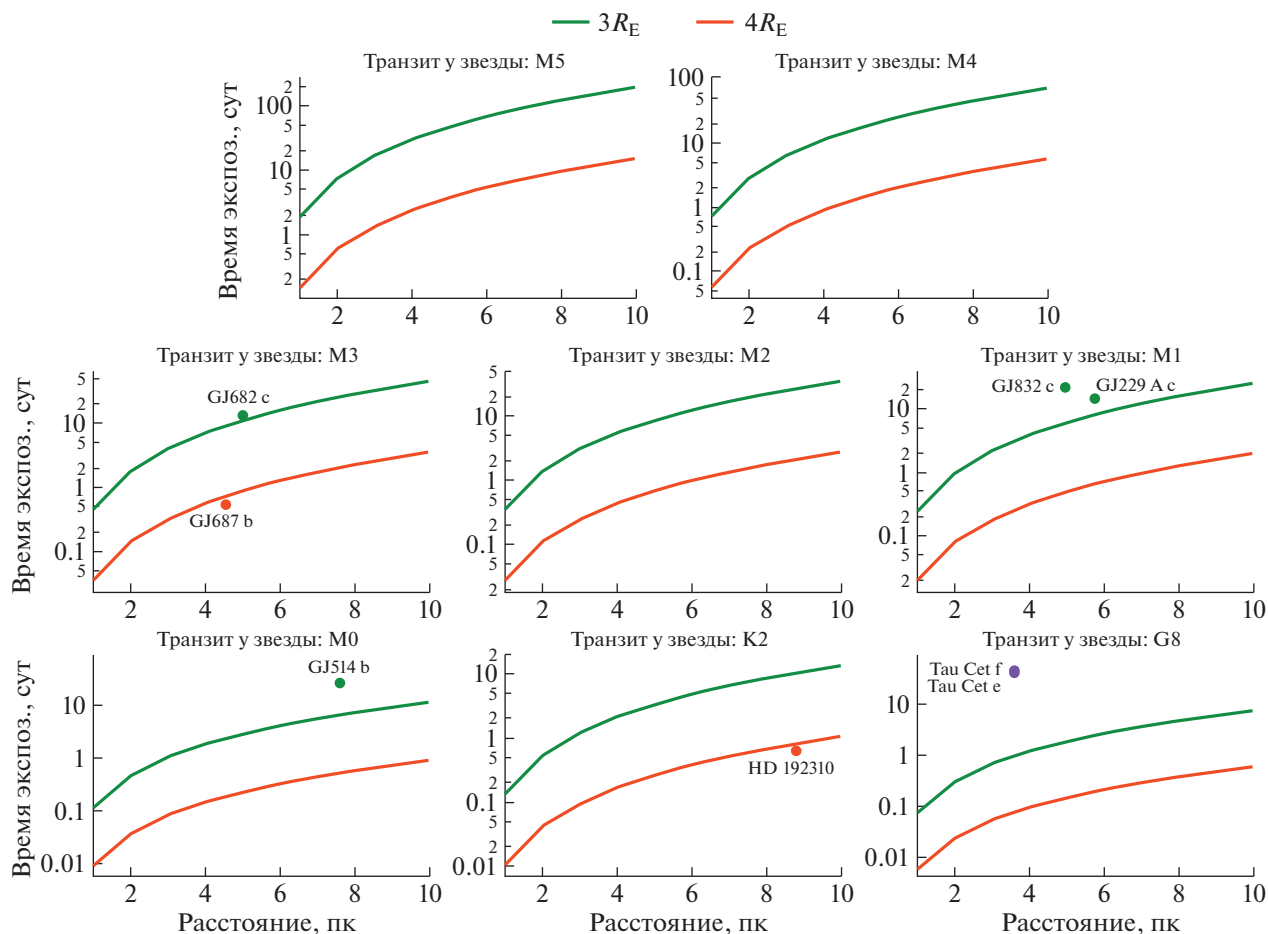 3R_E 4R_E
Транзит у звезды: M5
Время экспоз., сут
2
100
5
2
10
5
2
1
5
2
2 4 6 8 10
Транзит у звезды: M4
100
5
2
10
5
2
1
5
2
0.1
5
2 4 6 8 10
Транзит у звезды: M3
Время экспоз., сут
5
2
10
5
2
1
5
2
0.1
5
GJ682 c
GJ687 b
2 4 6 8 10
Транзит у звезды: M2
5
2
10
5
2
1
5
2
0.1
5
2
2 4 6 8 10
Транзит у звезды: M1
2
10
5
2
1
5
2
0.1
5
2
GJ832 c
GJ229 A c
2 4 6 8 10
Транзит у звезды: M0
Время экспоз., сут
10
1
0.1
0.01
GJ514 b
2 4 6 8 10
Расстояние, пк
Транзит у звезды: K2
2
10
5
2
1
5
2
0.1
5
2
0.01
HD 192310
2 4 6 8 10
Расстояние, пк
Транзит у звезды: G8
10
1
0.1
0.01
Tau Cet f
Tau Cet e
2 4 6 8 10
Расстояние, пк